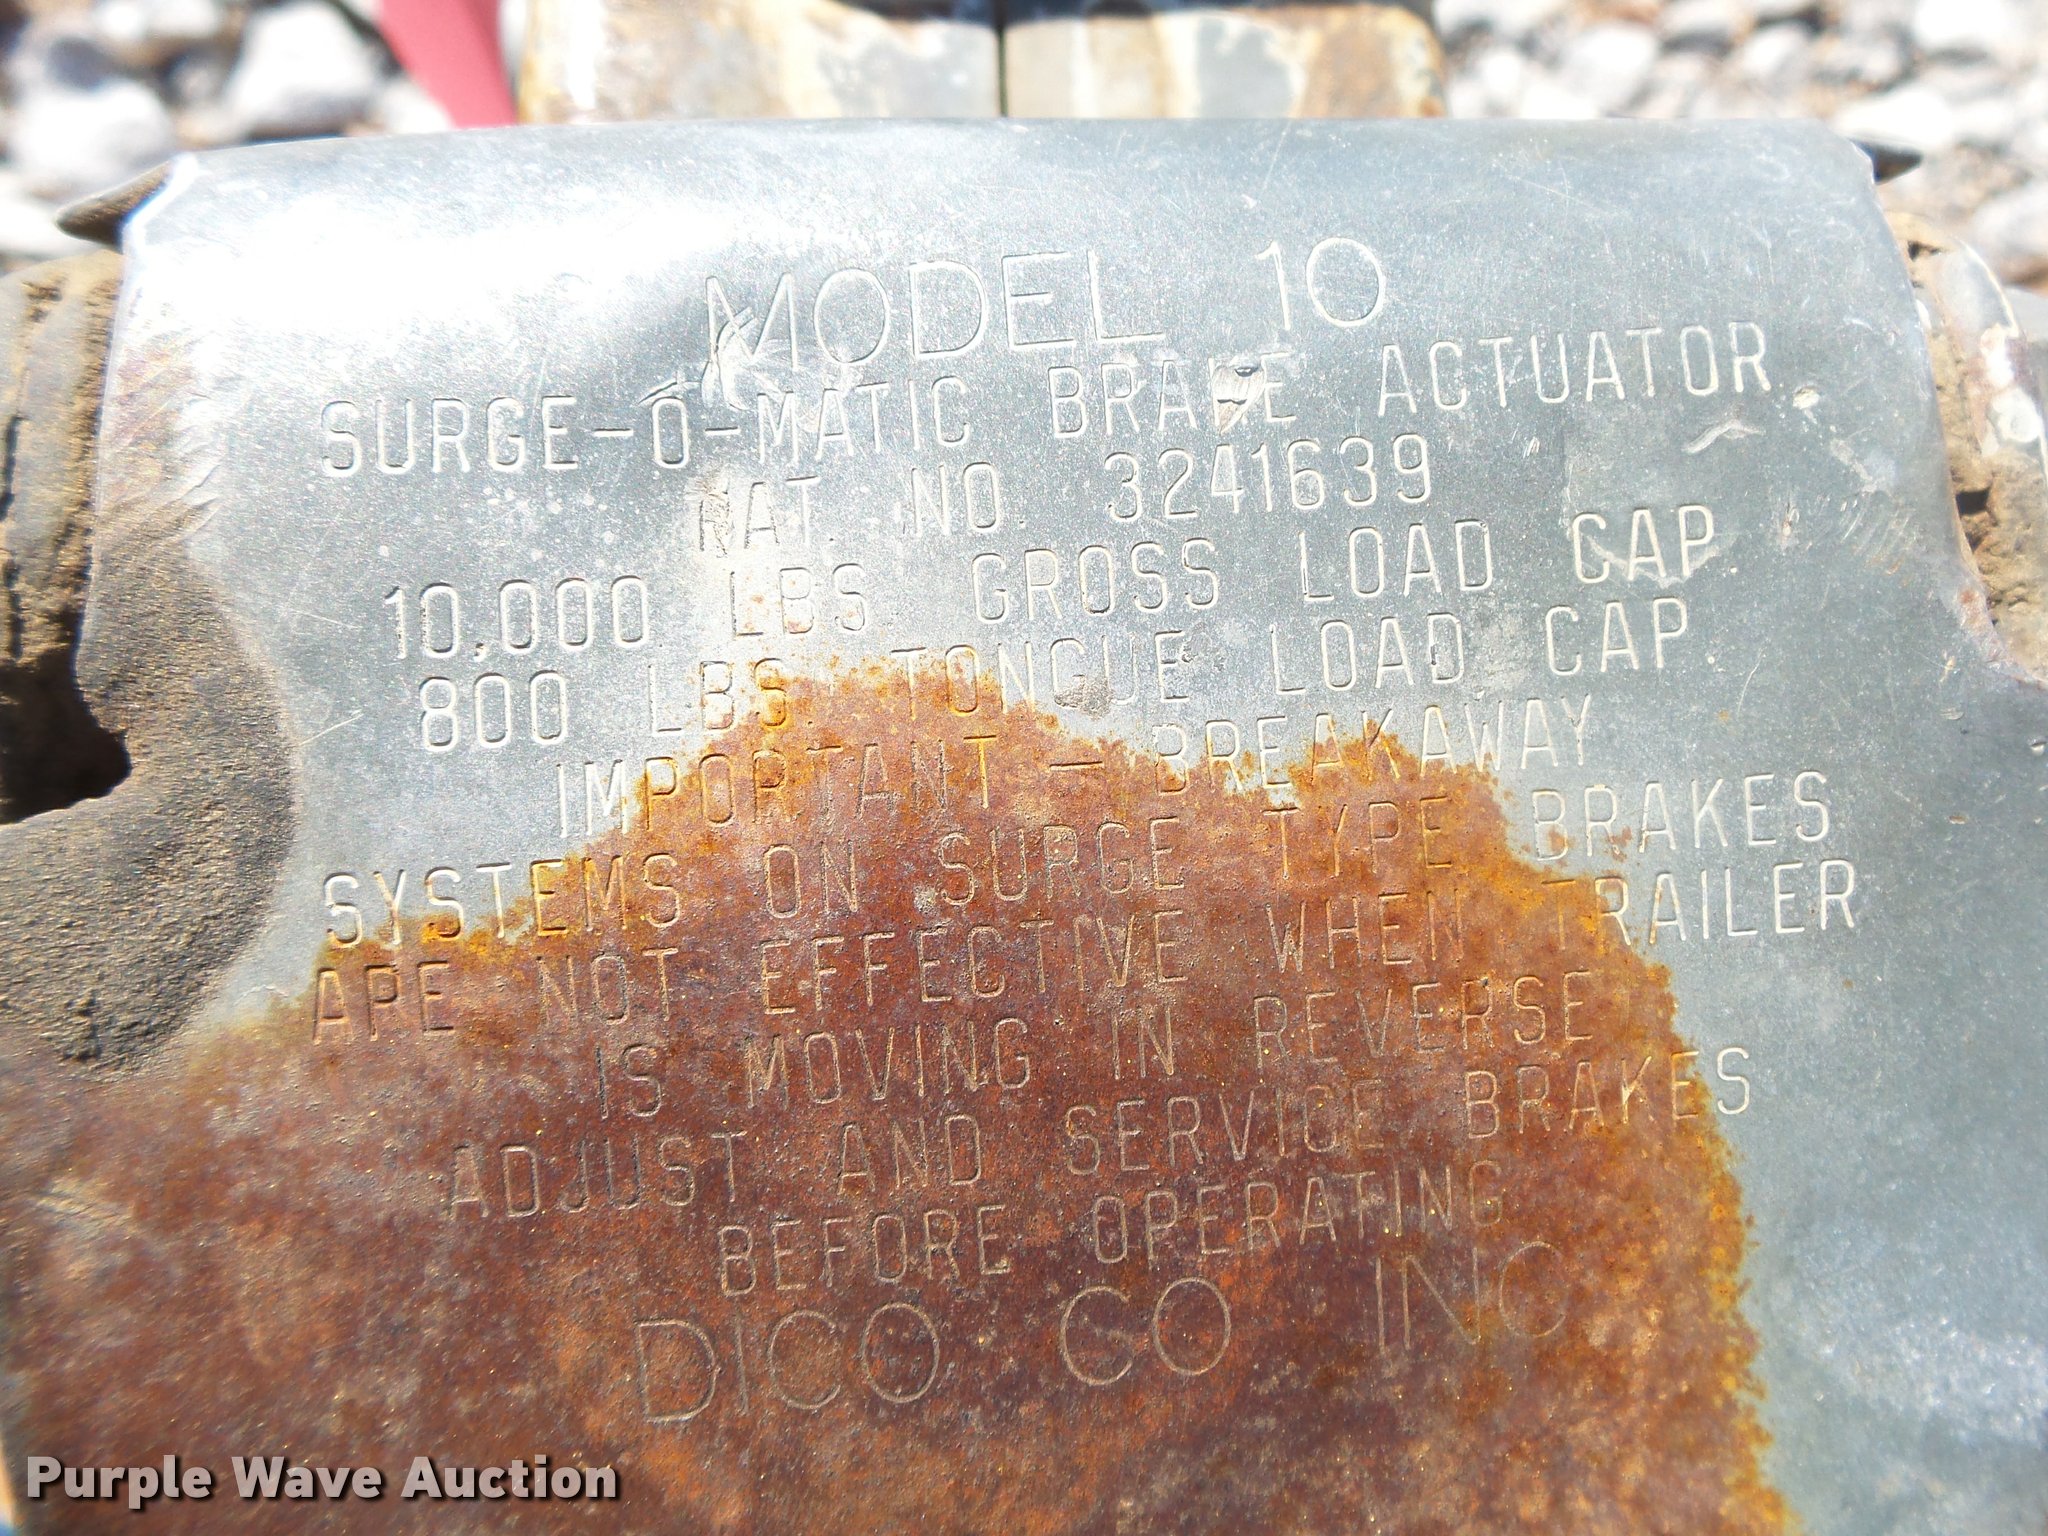 MODEL 10
SURGE-O-MATIC BRAKE ACTUATOR
PAT. NO. 3241639
10,000 LBS GROSS LOAD CAP.
800 LBS TONGUE LOAD CAP.
IMPORTANT - BREAKAWAY
SYSTEMS ON SURGE TYPE BRAKES
ARE NOT EFFECTIVE WHEN TRAILER
IS MOVING IN REVERSE
ADJUST AND SERVICE BRAKES
BEFORE OPERATING
DICO CO INC
Purple Wave Auction